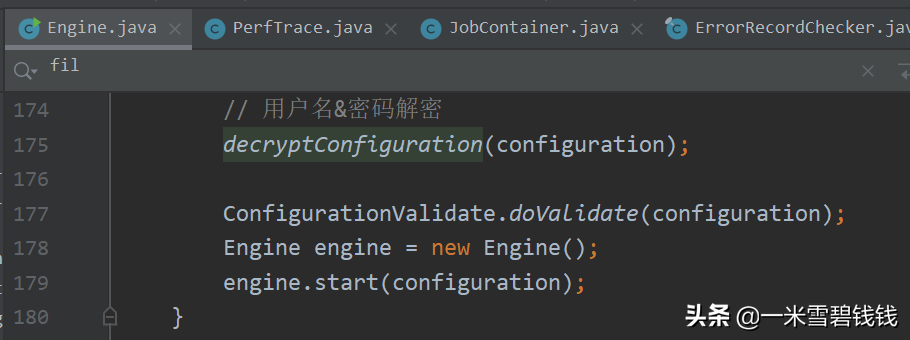 Engine.java PerfTrace.java JobContainer.java ErrorRecordChecker.jav
fil
174 // 用户名&密码解密
175 decryptConfiguration(configuration);
176
177 ConfigurationValidate.doValidate(configuration);
178 Engine engine = new Engine();
179 engine.start(configuration);
180 }
头条 @一米雪碧钱钱